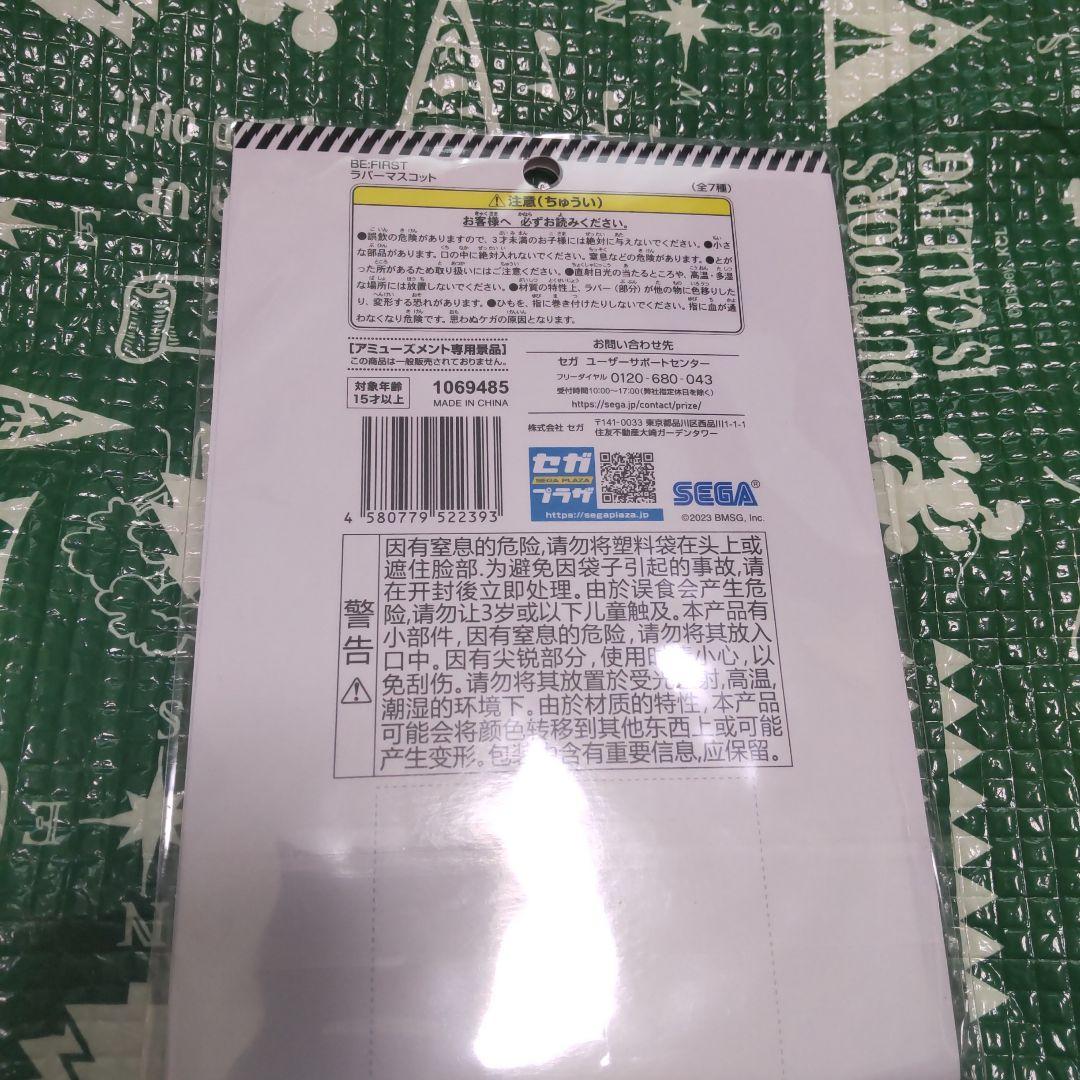 BE:FIRST
ラバーマスコット
(全7種)
注意(ちゅうい)
お客様へ 必ずお読みください。
●誤飲の危険がありますので、3才未満のお子様には絶対に与えないでください。●小さ
な部品があります。口の中に絶対入れないでください。窒息などの危険があります。●とが
った所があるため取り扱いにはご注意ください。●直射日光の当たるところや、高温・多湿
な場所には放置しないでください。●材質の特性上、ラバー(部分)が他の物に色移りした
り、変形する恐れがあります。●ひもを、指に巻き付けたりしないでください。指に血が通
わなくなり危険です。思わぬケガの原因となります。
【アミューズメント専用景品】
この商品は一般販売されておりません。
対象年齢
15才以上
1069485
MADE IN CHINA
4 580779 522393
お問い合わせ先
セガ ユーザーサポートセンター
フリーダイヤル 0120-680-043
受付時間10:00~17:00(弊社指定休日を除く)
https://sega.jp/contact/prize/
株式会社 セガ
〒141-0033 東京都品川区西品川1-1-1
住友不動産大崎ガーデンタワー
セガ
SEGA PLAZA
プラザ
https://segaplaza.jp
SEGA®
©2023 BMSG, Inc.
警告
因有窒息的危险,请勿将塑料袋在头上或
遮住脸部.为避免因袋子引起的事故,请
在开封後立即处理。由於误食会产生危
险,请勿让3岁或以下儿童触及。本产品有
小部件,因有窒息的危险,请勿将其放入
口中。因有尖锐部分,使用 小心,以
免刮伤。请勿将其放置於受光 射,高温,
潮湿的环境下。由於材质的特性,本产品
可能会将颜色转移到其他东西上或可能
产生变形。包装 含有重要信息,应保留。
OUTDOORS
N
S
E
N
S
OUT
UP